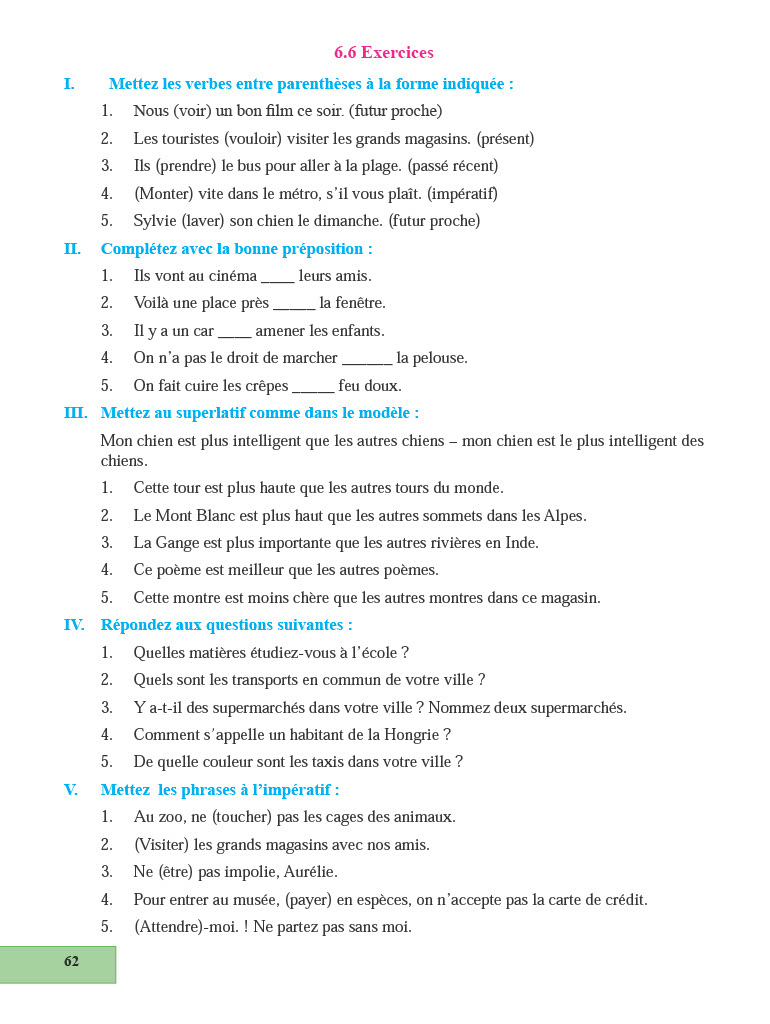 6.6 Exercices
I. Mettez les verbes entre parenthèses à la forme indiquée :
1. Nous (voir) un bon film ce soir. (futur proche)
2. Les touristes (vouloir) visiter les grands magasins. (présent)
3. Ils (prendre) le bus pour aller à la plage. (passé récent)
4. (Monter) vite dans le métro, s’il vous plaît. (impératif)
5. Sylvie (laver) son chien le dimanche. (futur proche)
II. Complétez avec la bonne préposition :
1. Ils vont au cinéma ____ leurs amis.
2. Voilà une place près _____ la fenêtre.
3. Il y a un car ____ amener les enfants.
4. On n’a pas le droit de marcher ______ la pelouse.
5. On fait cuire les crêpes _____ feu doux.
III. Mettez au superlatif comme dans le modèle :
Mon chien est plus intelligent que les autres chiens – mon chien est le plus intelligent des
chiens.
1. Cette tour est plus haute que les autres tours du monde.
2. Le Mont Blanc est plus haut que les autres sommets dans les Alpes.
3. La Gange est plus importante que les autres rivières en Inde.
4. Ce poème est meilleur que les autres poèmes.
5. Cette montre est moins chère que les autres montres dans ce magasin.
IV. Répondez aux questions suivantes :
1. Quelles matières étudiez-vous à l’école ?
2. Quels sont les transports en commun de votre ville ?
3. Y a-t-il des supermarchés dans votre ville ? Nommez deux supermarchés.
4. Comment s’appelle un habitant de la Hongrie ?
5. De quelle couleur sont les taxis dans votre ville ?
V. Mettez les phrases à l’impératif :
1. Au zoo, ne (toucher) pas les cages des animaux.
2. (Visiter) les grands magasins avec nos amis.
3. Ne (être) pas impolie, Aurélie.
4. Pour entrer au musée, (payer) en espèces, on n’accepte pas la carte de crédit.
5. (Attendre)-moi. ! Ne partez pas sans moi.
62